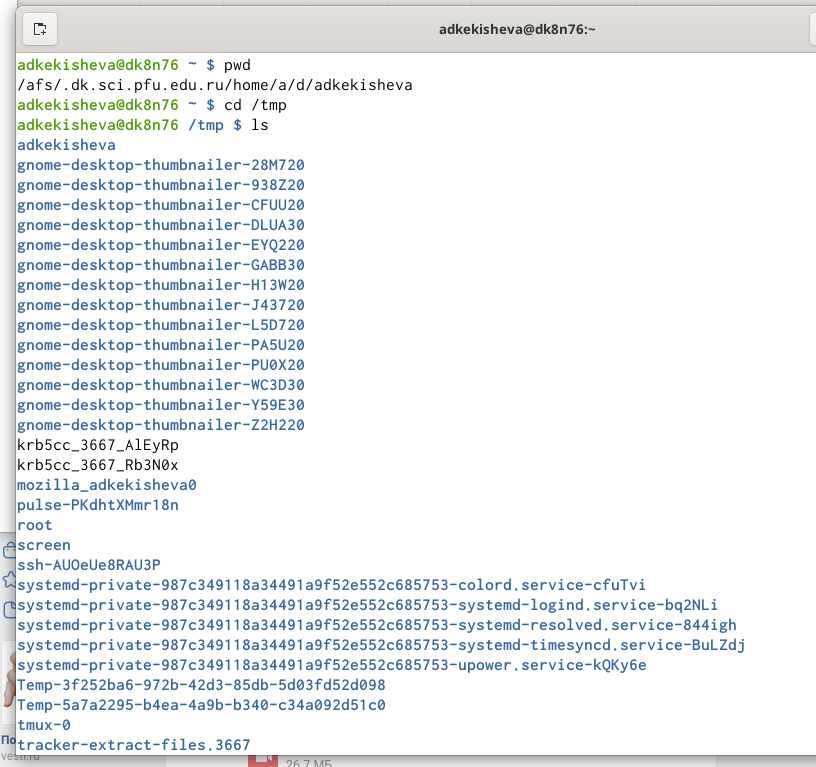 adkekisheva@dk8n76:~
adkekisheva@dk8n76 ~ $ pwd
/afs/.dk.sci.pfu.edu.ru/home/a/d/adkekisheva
adkekisheva@dk8n76 ~ $ cd /tmp
adkekisheva@dk8n76 /tmp $ ls
adkekisheva
gnome-desktop-thumbnailer-28M720
gnome-desktop-thumbnailer-938Z20
gnome-desktop-thumbnailer-CFUU20
gnome-desktop-thumbnailer-DLUA30
gnome-desktop-thumbnailer-EYQ220
gnome-desktop-thumbnailer-GABB30
gnome-desktop-thumbnailer-H13W20
gnome-desktop-thumbnailer-J43720
gnome-desktop-thumbnailer-L5D720
gnome-desktop-thumbnailer-PA5U20
gnome-desktop-thumbnailer-PU0X20
gnome-desktop-thumbnailer-WC3D30
gnome-desktop-thumbnailer-Y59E30
gnome-desktop-thumbnailer-Z2H220
krb5cc_3667_AlEyRp
krb5cc_3667_Rb3N0x
mozilla_adkekisheva0
pulse-PKdhtXMmr18n
root
screen
ssh-AUOeUe8RAU3P
systemd-private-987c349118a34491a9f52e552c685753-colord.service-cfuTvi
systemd-private-987c349118a34491a9f52e552c685753-systemd-logind.service-bq2NLi
systemd-private-987c349118a34491a9f52e552c685753-systemd-resolved.service-844igh
systemd-private-987c349118a34491a9f52e552c685753-systemd-timesyncd.service-BuLZdj
systemd-private-987c349118a34491a9f52e552c685753-upower.service-kQKy6e
Temp-3f252ba6-972b-42d3-85db-5d03fd52d098
Temp-5a7a2295-b4ea-4a9b-b340-c34a092d51c0
tmux-0
tracker-extract-files.3667
По
vesti.ru
26,7 МБ